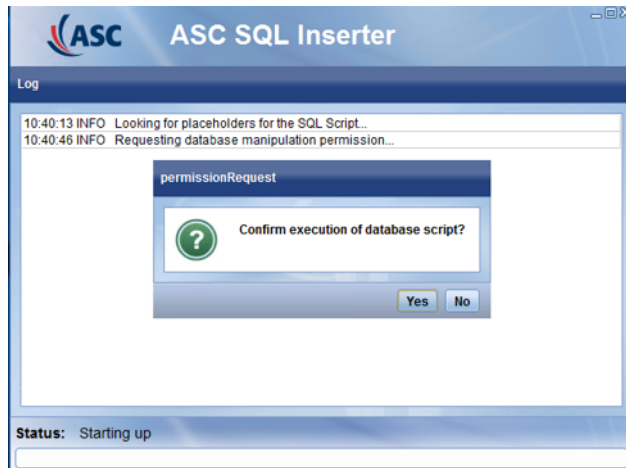 ASC ASC SQL Inserter
Log
10:40:13 INFO Looking for placeholders for the SQL Script...
10:40:46 INFO Requesting database manipulation permission...
permissionRequest
? Confirm execution of database script?
Yes No
Status: Starting up